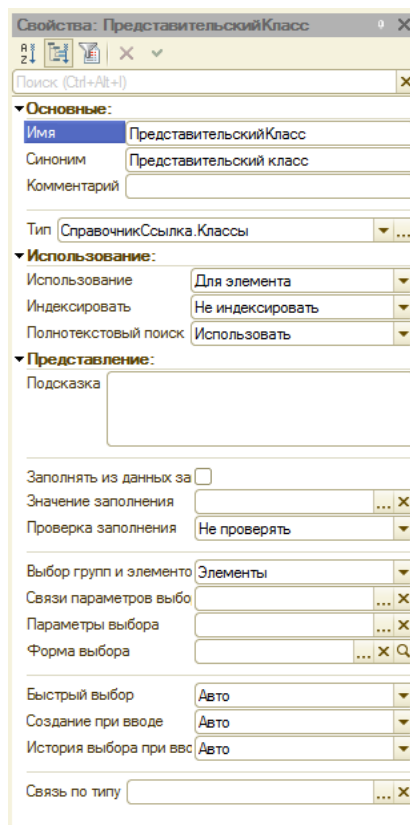 Свойства: ПредставительскийКласс
Поиск (Ctrl+Alt+I)
Основные:
Имя ПредставительскийКласс
Синоним Представительский класс
Комментарий
Тип СправочникСсылка.Классы ...
Использование:
Использование Для элемента
Индексировать Не индексировать
Полнотекстовый поиск Использовать
Представление:
Подсказка
Заполнять из данных за
Значение заполнения ...
Проверка заполнения Не проверять
Выбор групп и элементо Элементы
Связи параметров выбо ...
Параметры выбора ...
Форма выбора ...
Быстрый выбор Авто
Создание при вводе Авто
История выбора при ввс Авто
Связь по типу ...